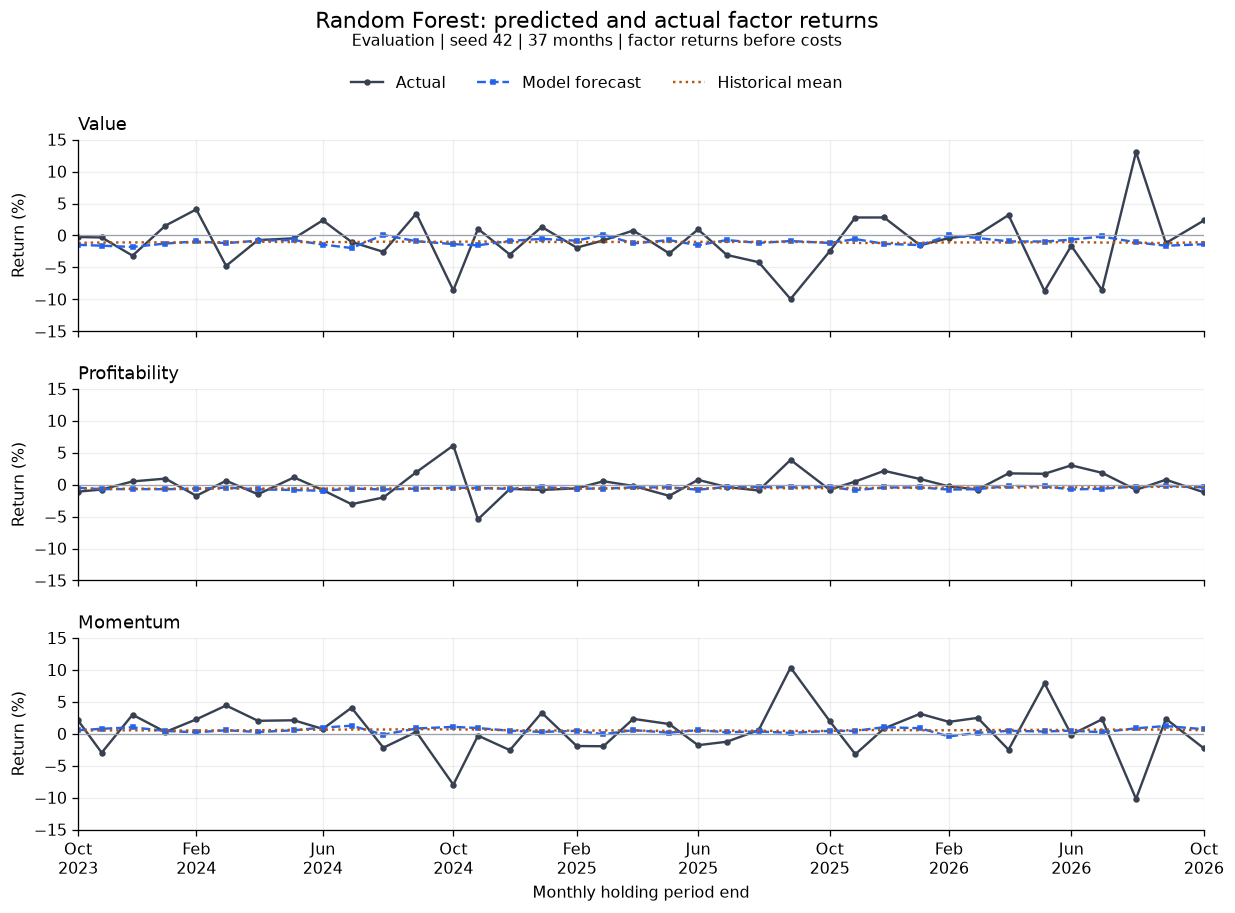 Random Forest: predicted and actual factor returns
Evaluation | seed 42 | 37 months | factor returns before costs
Actual Model forecast Historical mean
Value
15
10
5
0
−5
−10
−15
Return (%)
Profitability
15
10
5
0
−5
−10
−15
Return (%)
Momentum
15
10
5
0
−5
−10
−15
Return (%)
Oct Feb Jun Oct Feb Jun Oct Feb Jun Oct
2023 2024 2024 2024 2025 2025 2025 2026 2026 2026
Monthly holding period end